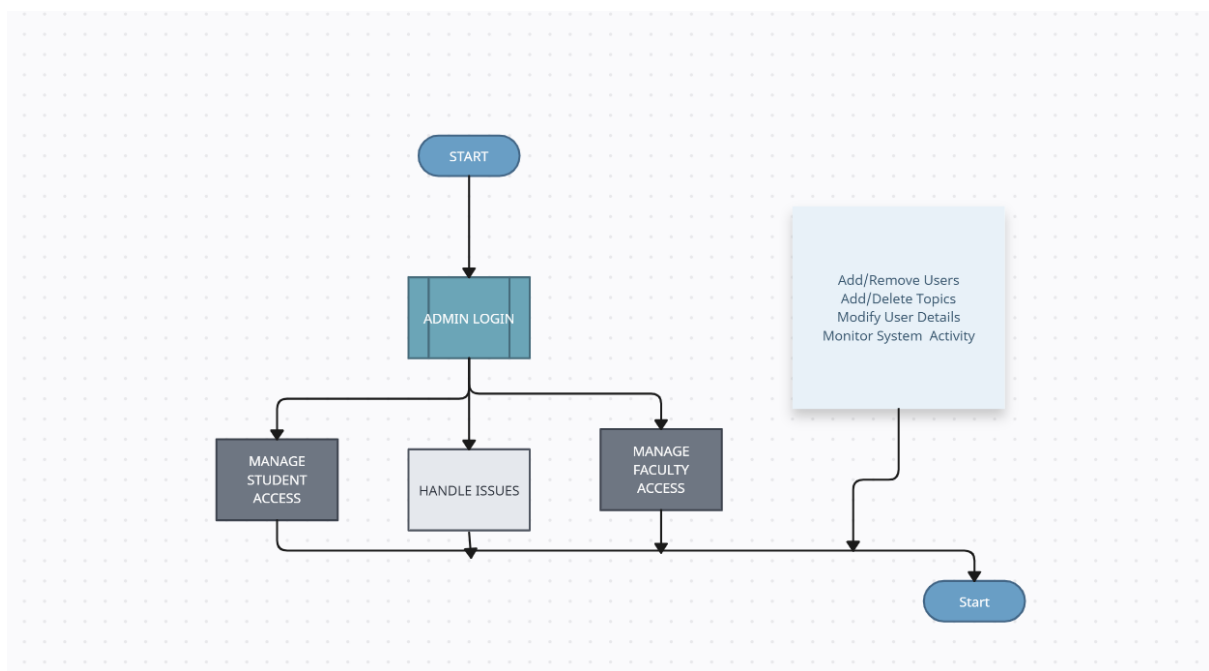 START
ADMIN LOGIN
Add/Remove Users
Add/Delete Topics
Modify User Details
Monitor System  Activity
MANAGE
STUDENT
ACCESS
HANDLE ISSUES
MANAGE
FACULTY
ACCESS
Start